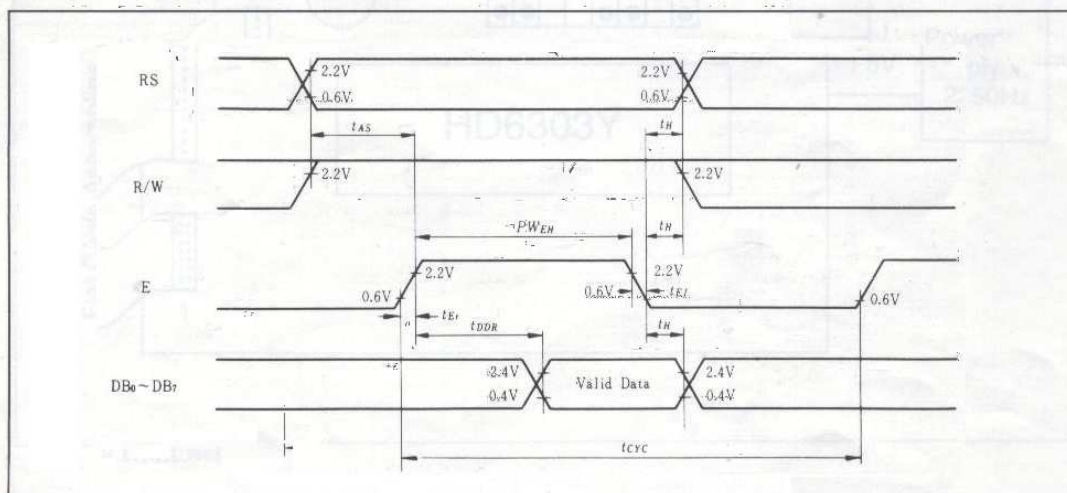 RS
2.2V
2.2V
0.6V
0.6V
tAS
tH
HD6303Y
R/W
2.2V
2.2V
PWEH
tH
E
2.2V
2.2V
0.6V
0.6V
tEf
0.6V
tEr
tDDR
tH
DB0~DB7
2.4V
Valid Data
2.4V
0.4V
0.4V
tCYC